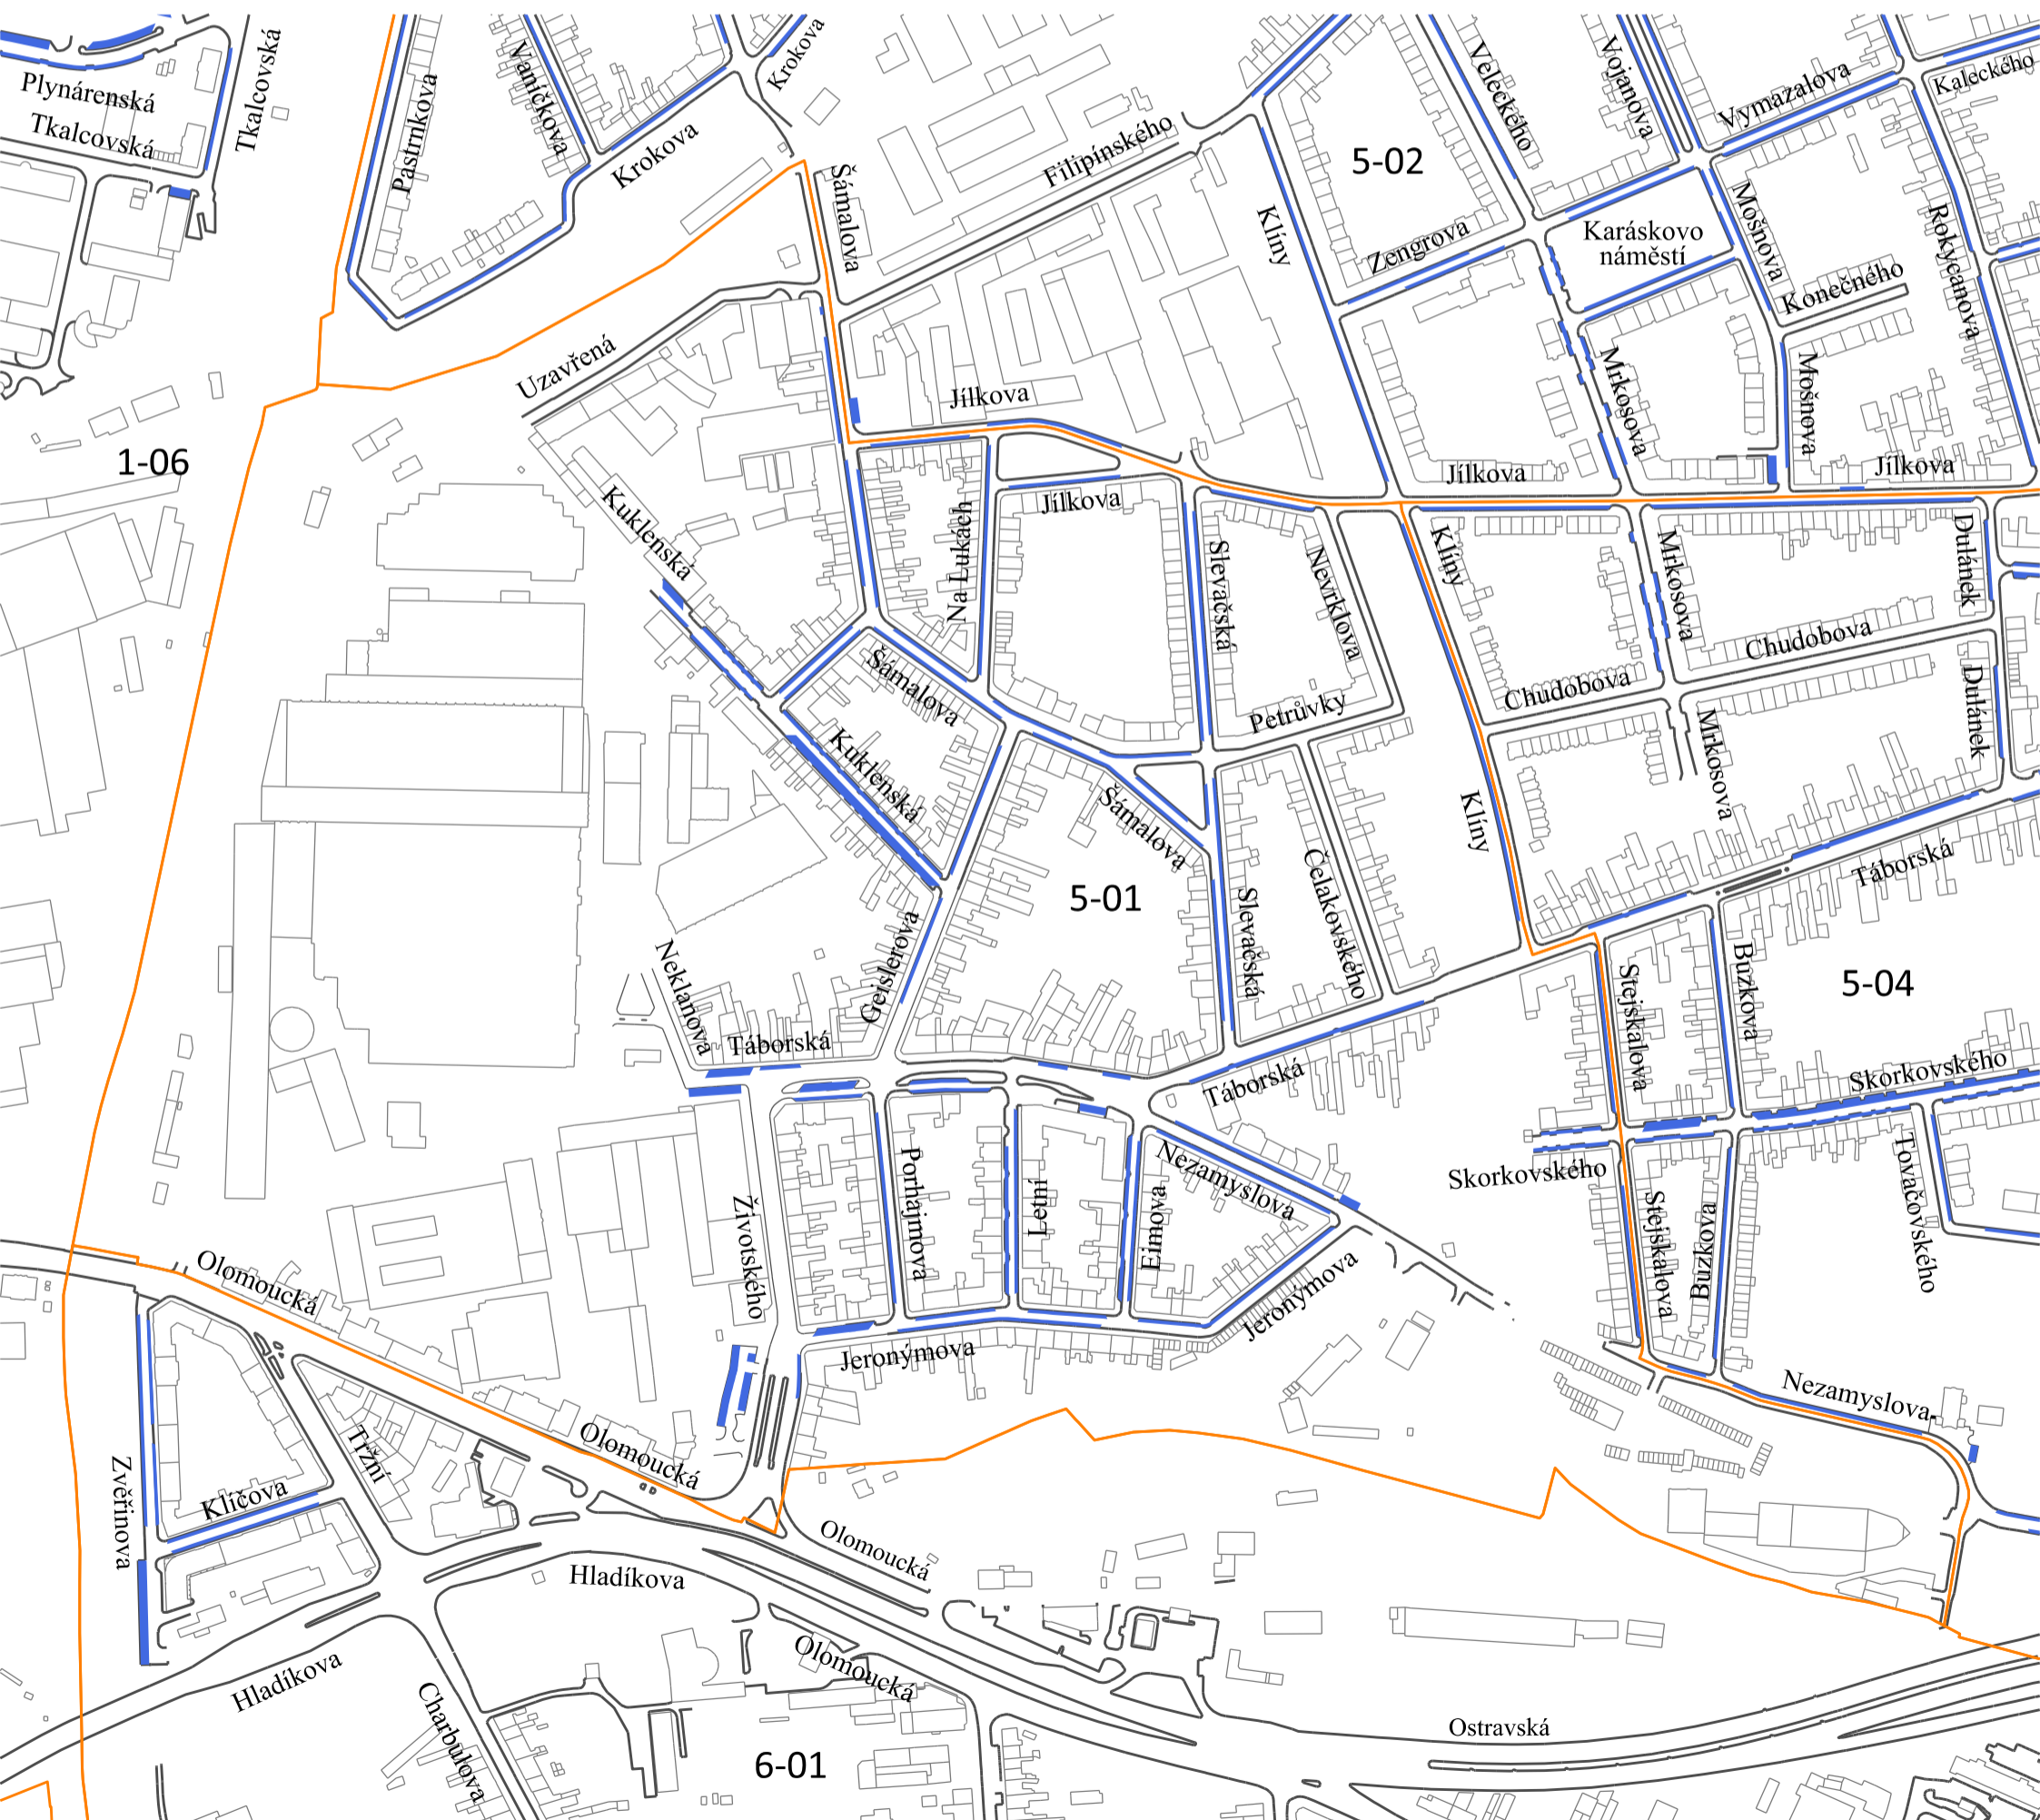 Plynárenská
Tkalcovská
Tkalcovská
Pastrnkova
Vaníčkova
Krokova
Krokova
Šámalova
Filipínského
Klíny
5-02
Veleckého
Vojanova
Vymazalova
Kaleckého
Zengrova
Karáskovo
náměstí
Mošnova
Konečného
Rokycanova
Uzavřená
Jílkova
Mrkosova
Mošnova
1-06
Jílkova
Jílkova
Kuklenská
Na Lukách
Jílkova
Slevačská
Nevrklova
Klíny
Mrkosova
Dulánek
Chudobova
Šámalova
Chudobova
Petrůvky
Dulánek
Mrkosova
Kuklenská
Šámalova
Klíny
Čelakovského
Táborská
5-01
Slevačská
Geislerova
Neklanova
Táborská
Stejskalova
Buzkova
5-04
Táborská
Skorkovského
Skorkovského
Nezamyslova
Porhajmova
Letní
Eimova
Životského
Tovačovského
Stejskalova
Buzkova
Olomoucká
Jeronýmova
Jeronýmova
Nezamyslova
Tržní
Olomoucká
Zvěřinova
Klíčova
Olomoucká
Hladíkova
Hladíkova
Olomoucká
Charbulova
Ostravská
6-01